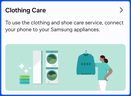 Clothing Care
To use the clothing and shoe care service, connect
your phone to your Samsung appliances.